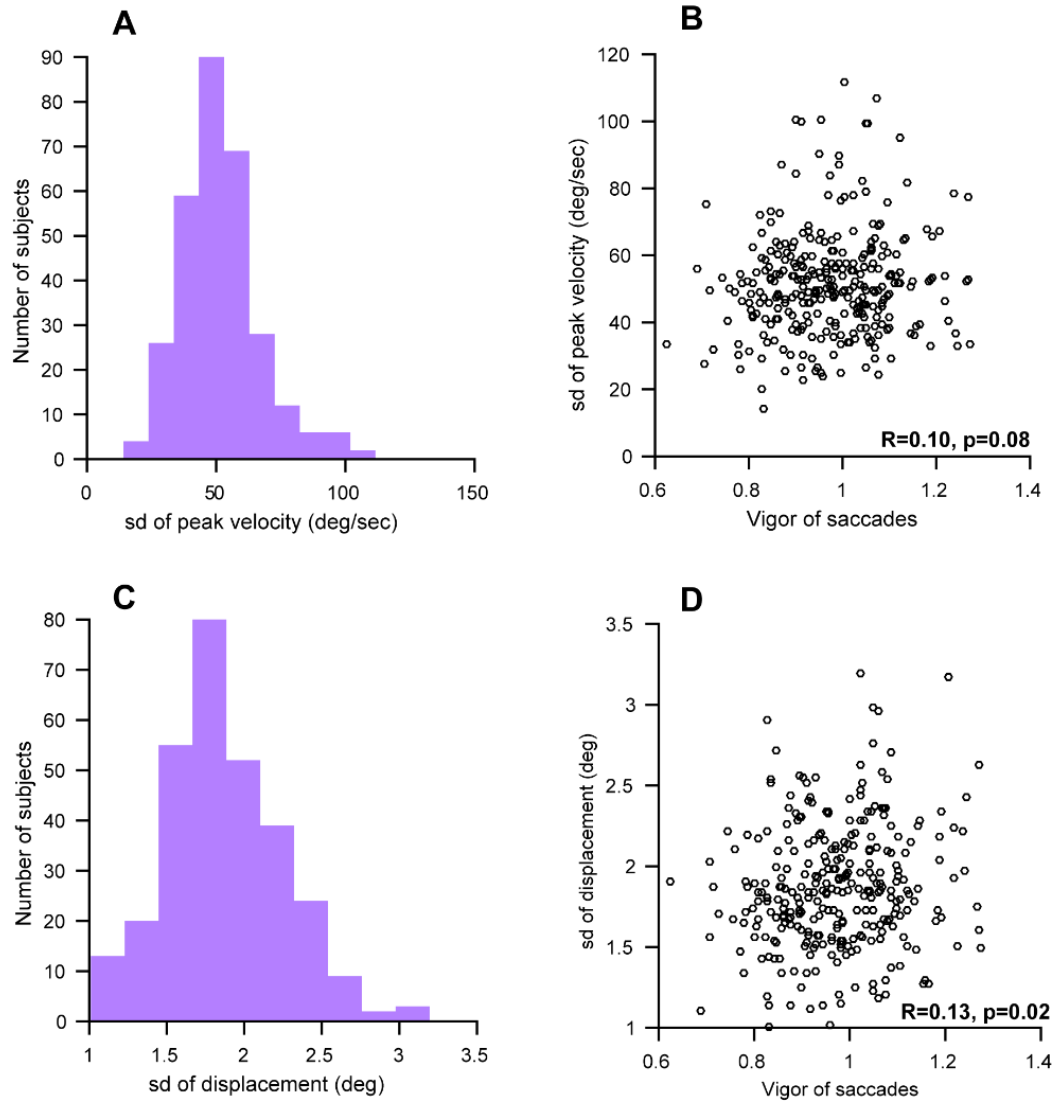 A
90
80
70
60
50
40
30
20
10
0
Number of subjects
0 50 100 150
sd of peak velocity (deg/sec)
B
120
100
80
60
40
20
0
sd of peak velocity (deg/sec)
R=0.10, p=0.08
0.6 0.8 1 1.2 1.4
Vigor of saccades
C
80
70
60
50
40
30
20
10
0
Number of subjects
1 1.5 2 2.5 3 3.5
sd of displacement (deg)
D
3.5
3
2.5
2
1.5
1
sd of displacement (deg)
R=0.13, p=0.02
0.6 0.8 1 1.2 1.4
Vigor of saccades